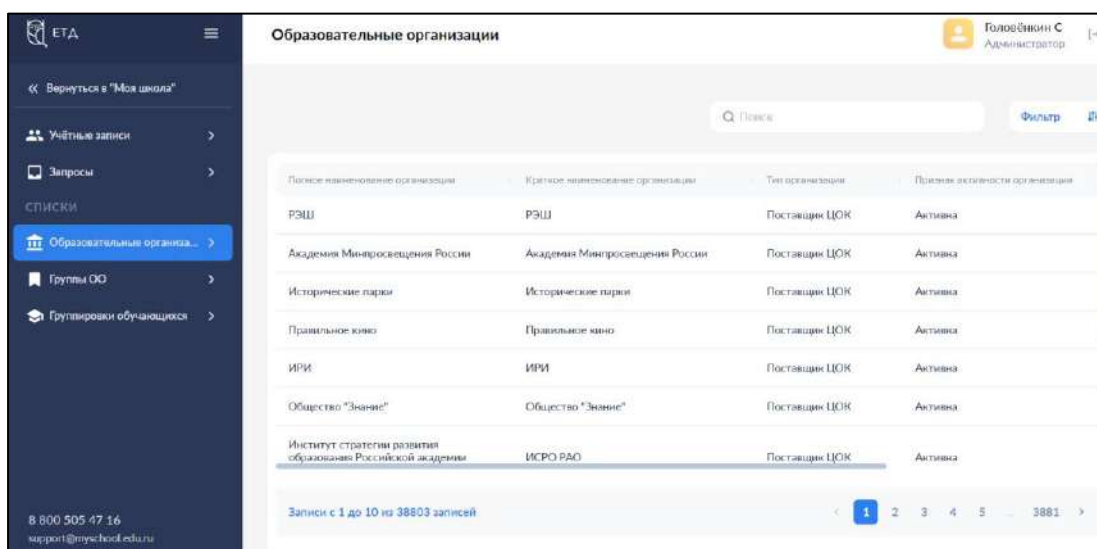 ЕТД
Образовательные организации
Головёнкин С
Администратор
Вернуться в "Моя школа"
Поиск
Фильтр
Учётные записи
Запросы
СПИСКИ
Образовательные организа...
Группы ОО
Группировки обучающихся
Полное наименование организации
Краткое наименование организации
Тип организации
Признак активности организации
РЭШ
РЭШ
Поставщик ЦОК
Активна
Академия Минпросвещения России
Академия Минпросвещения России
Поставщик ЦОК
Активна
Исторические парки
Исторические парки
Поставщик ЦОК
Активна
Правильное кино
Правильное кино
Поставщик ЦОК
Активна
ИРИ
ИРИ
Поставщик ЦОК
Активна
Общество "Знание"
Общество "Знание"
Поставщик ЦОК
Активна
Институт стратегии развития
образования Российской академии
ИСРО РАО
Поставщик ЦОК
Активна
Записи с 1 до 10 из 38803 записей
1 2 3 4 5 ... 3881
8 800 505 47 16
support@myschool.edu.ru